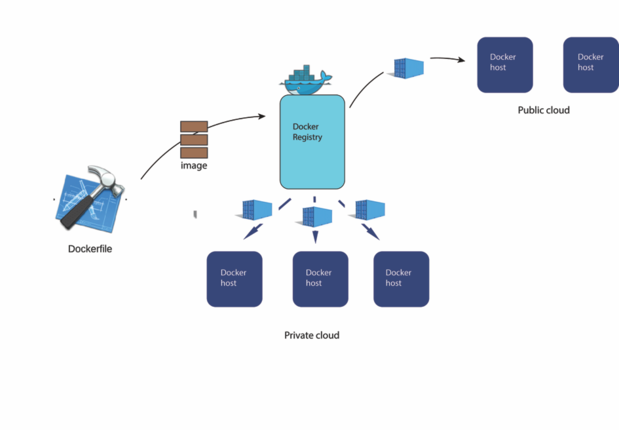 Docker
host
Docker
host
Public cloud
Docker
Registry
image
Dockerfile
Docker
host
Docker
host
Docker
host
Private cloud